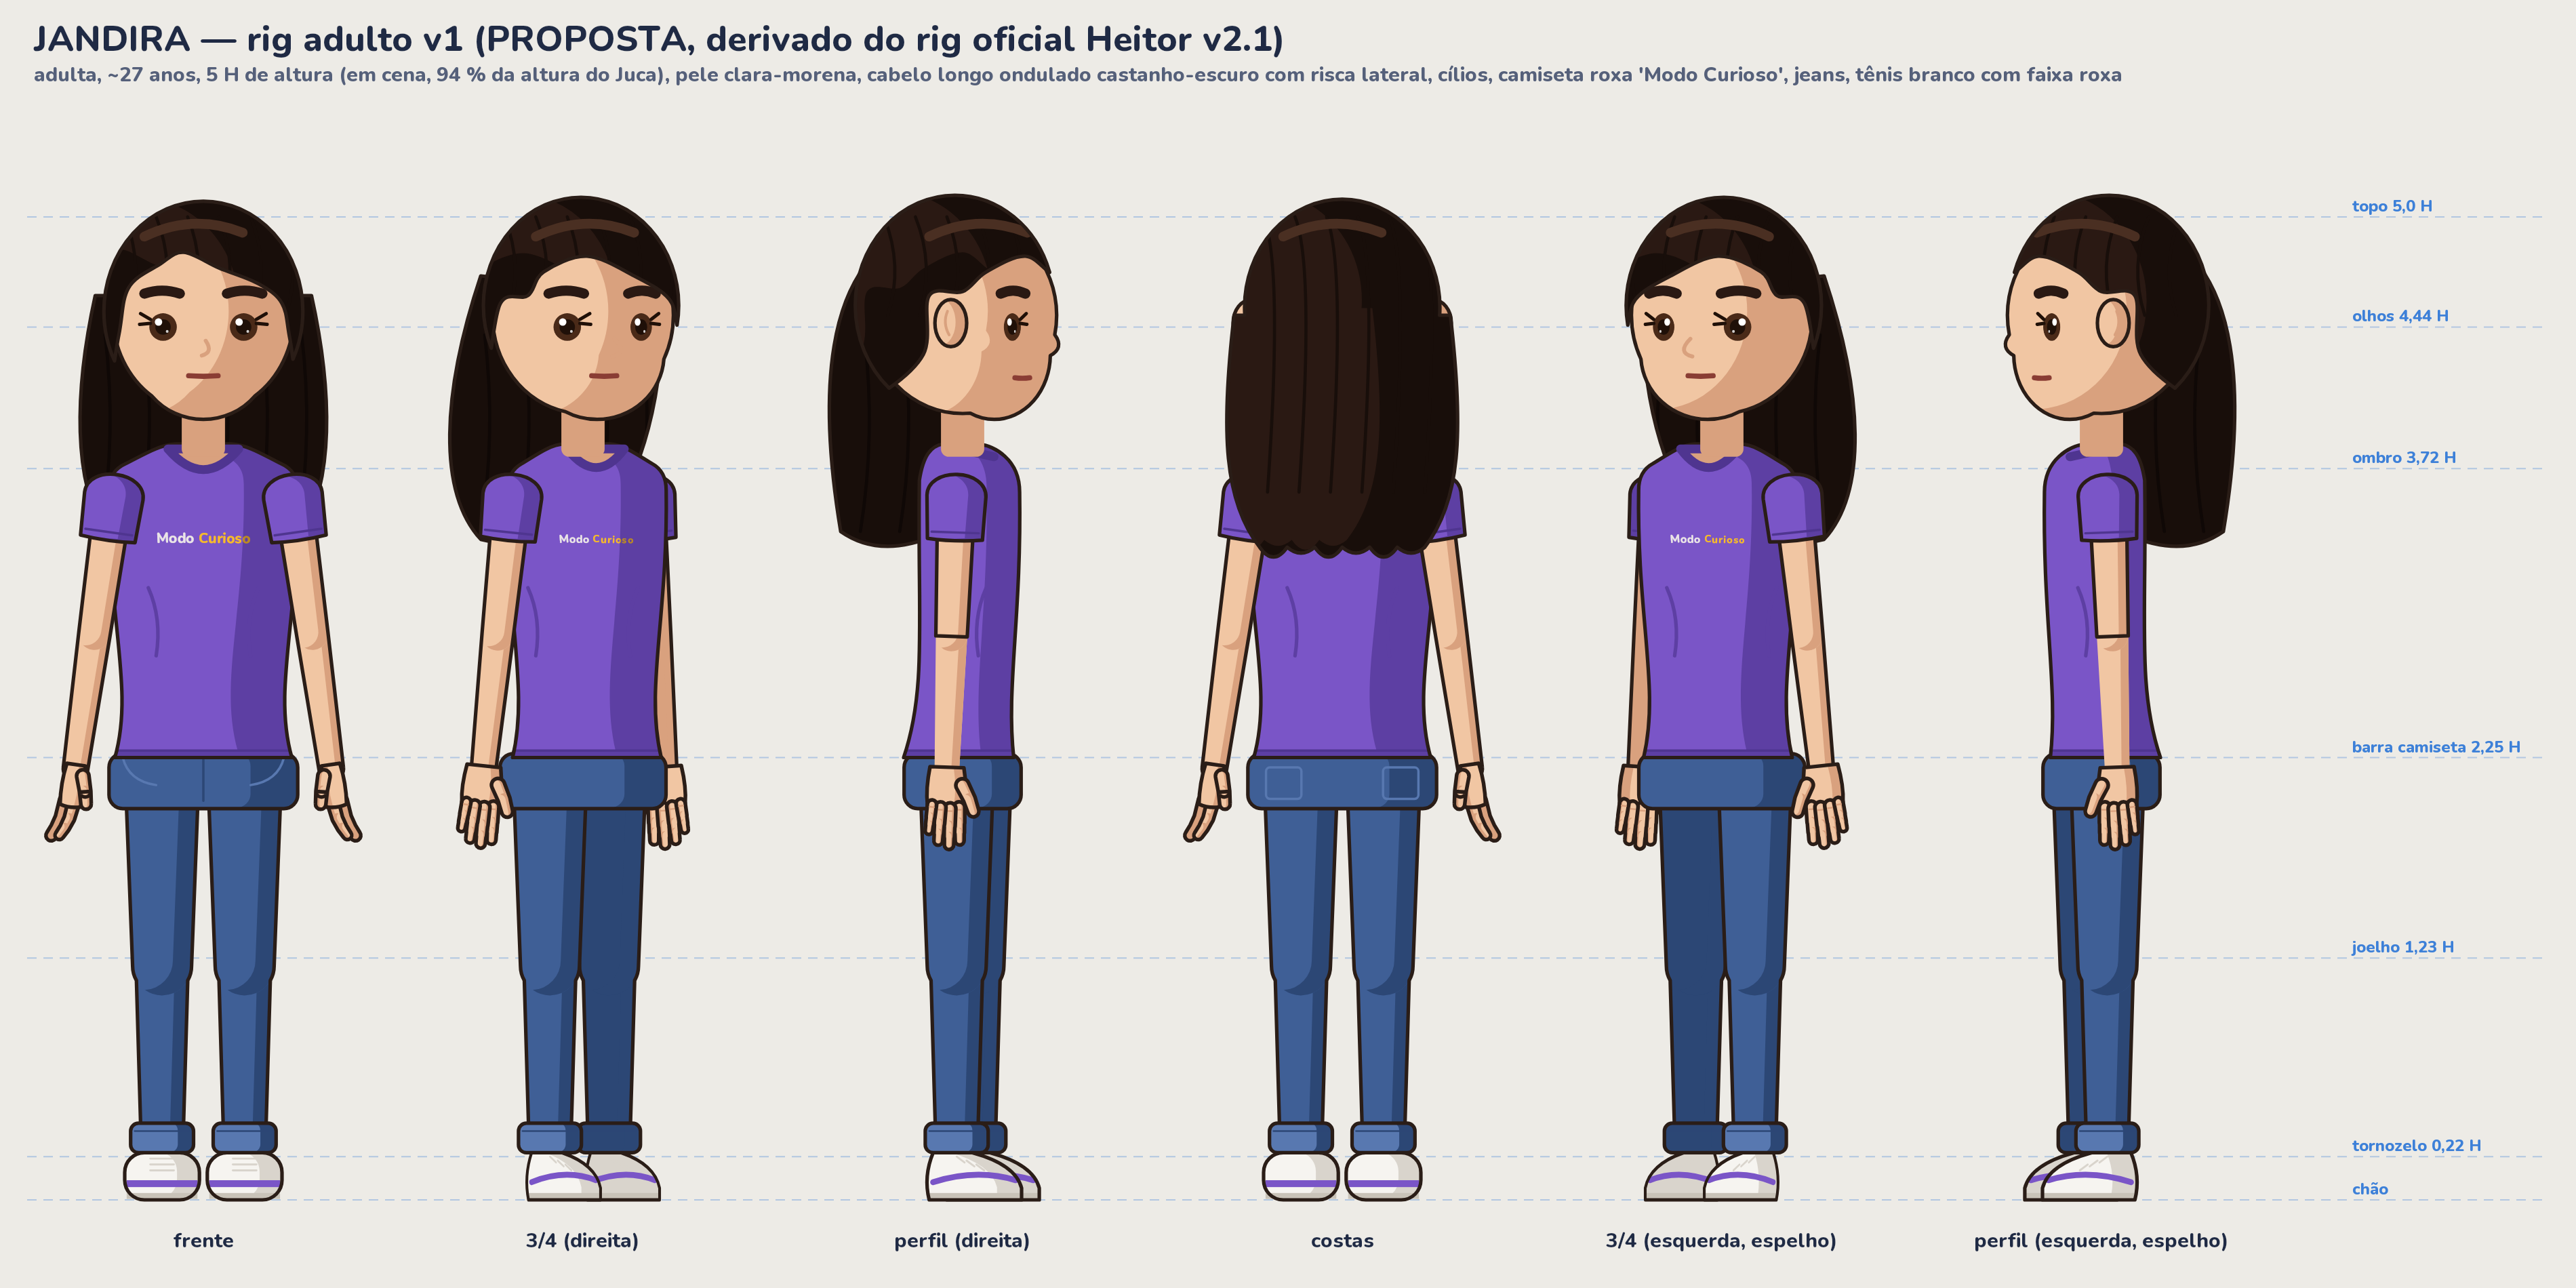 JANDIRA — rig adulto v1 (PROPOSTA, derivado do rig oficial Heitor v2.1)
adulta, ~27 anos, 5 H de altura (em cena, 94 % da altura do Juca), pele clara-morena, cabelo longo ondulado castanho-escuro com risca lateral, cílios, camiseta roxa 'Modo Curioso', jeans, tênis branco com faixa roxa
topo 5,0 H
olhos 4,44 H
ombro 3,72 H
Modo Curioso
Modo Curioso
Modo Curioso
barra camiseta 2,25 H
joelho 1,23 H
tornozelo 0,22 H
chão
frente
3/4 (direita)
perfil (direita)
costas
3/4 (esquerda, espelho)
perfil (esquerda, espelho)